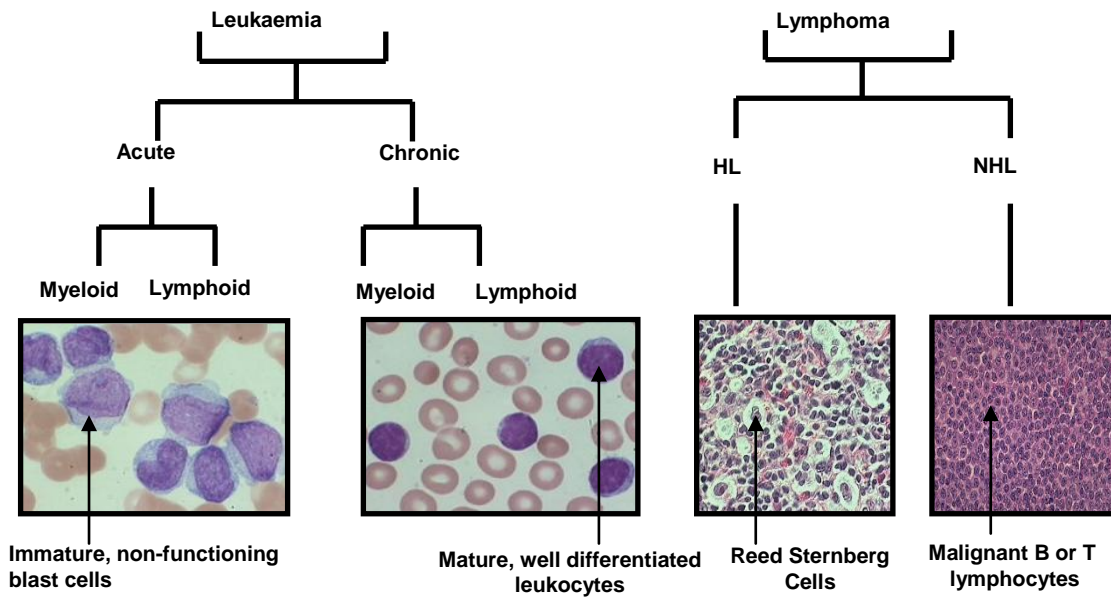 Leukaemia
Lymphoma
Acute
Chronic
HL
NHL
Myeloid
Lymphoid
Myeloid
Lymphoid
Immature, non-functioning
blast cells
Mature, well differentiated
leukocytes
Reed Sternberg
Cells
Malignant B or T
lymphocytes